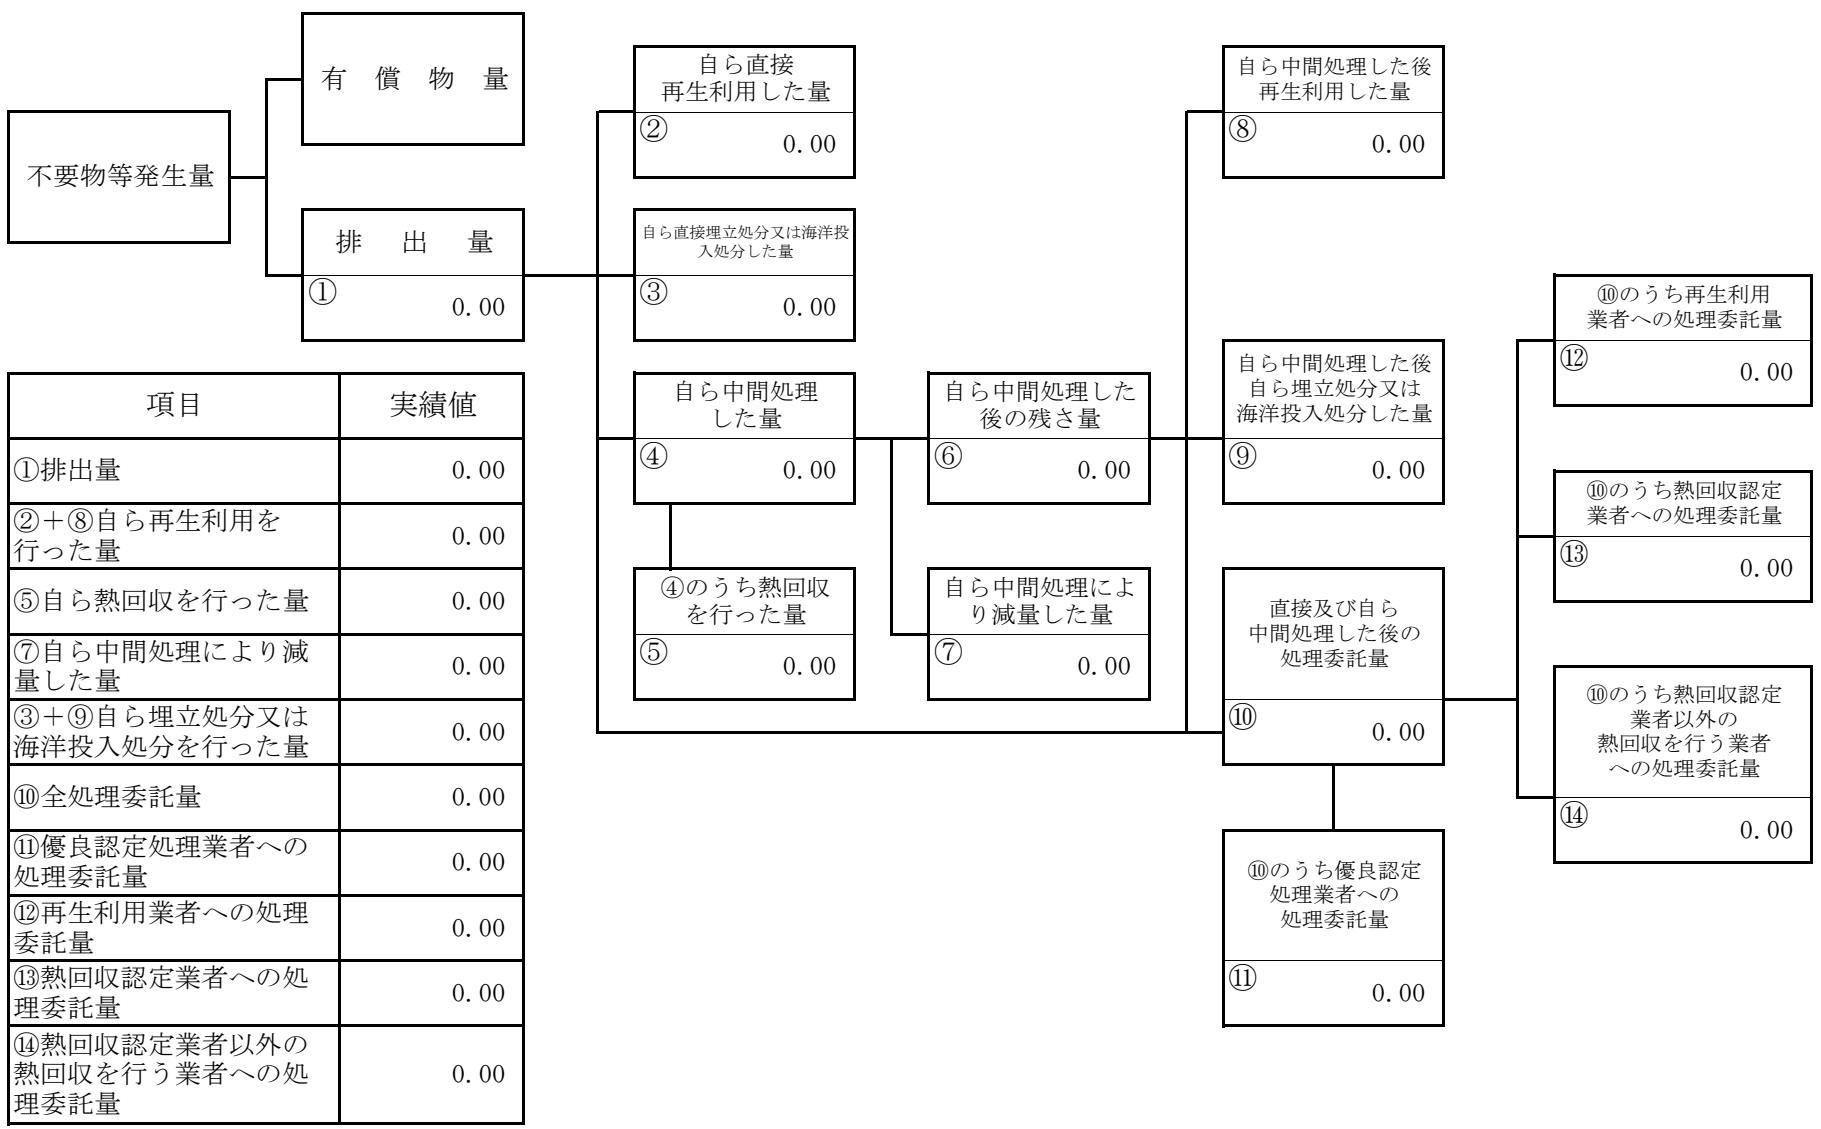 有　償　物　量
不要物等発生量
排　出　量
①
0.00
自ら直接
再生利用した量
②
0.00
自ら直接埋立処分又は海洋投
入処分した量
③
0.00
自ら中間処理
した量
④
0.00
④のうち熱回収
を行った量
⑤
0.00
自ら中間処理した
後の残さ量
⑥
0.00
自ら中間処理によ
り減量した量
⑦
0.00
自ら中間処理した後
再生利用した量
⑧
0.00
自ら中間処理した後
自ら埋立処分又は
海洋投入処分した量
⑨
0.00
直接及び自ら
中間処理した後の
処理委託量
⑩
0.00
⑩のうち優良認定
処理業者への
処理委託量
⑪
0.00
⑩のうち再生利用
業者への処理委託量
⑫
0.00
⑩のうち熱回収認定
業者への処理委託量
⑬
0.00
⑩のうち熱回収認定
業者以外の
熱回収を行う業者
への処理委託量
⑭
0.00
項目 実績値
①排出量 0.00
②＋⑧自ら再生利用を
行った量 0.00
⑤自ら熱回収を行った量 0.00
⑦自ら中間処理により減
量した量 0.00
③＋⑨自ら埋立処分又は
海洋投入処分を行った量 0.00
⑩全処理委託量 0.00
⑪優良認定処理業者への
処理委託量 0.00
⑫再生利用業者への処理
委託量 0.00
⑬熱回収認定業者への処
理委託量 0.00
⑭熱回収認定業者以外の
熱回収を行う業者への処
理委託量 0.00